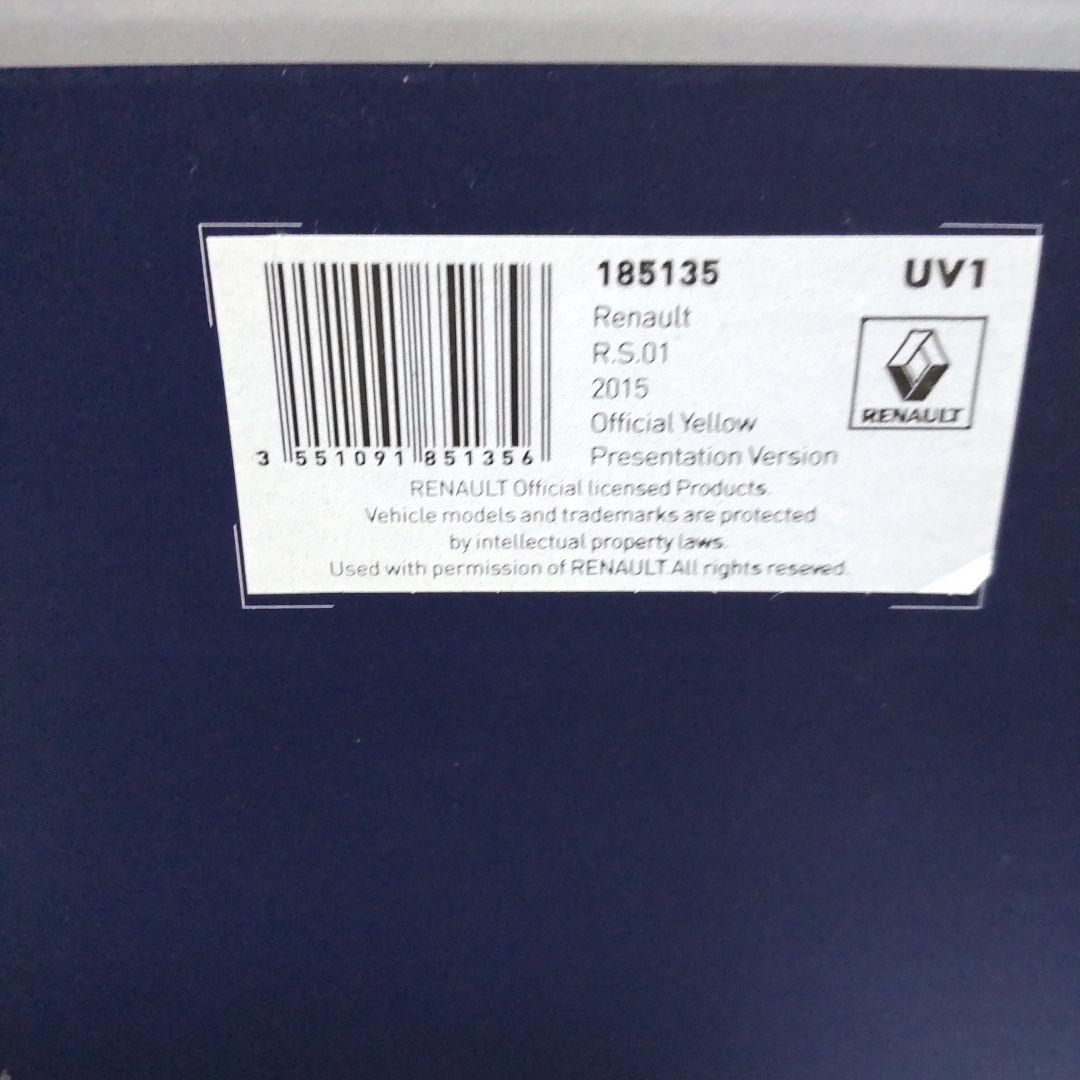 185135 UV1
Renault
R.S.01
2015
Official Yellow
Presentation Version
RENAULT
3 551091 851356
RENAULT Official licensed Products.
Vehicle models and trademarks are protected
by intellectual property laws.
Used with permission of RENAULT.All rights reseved.